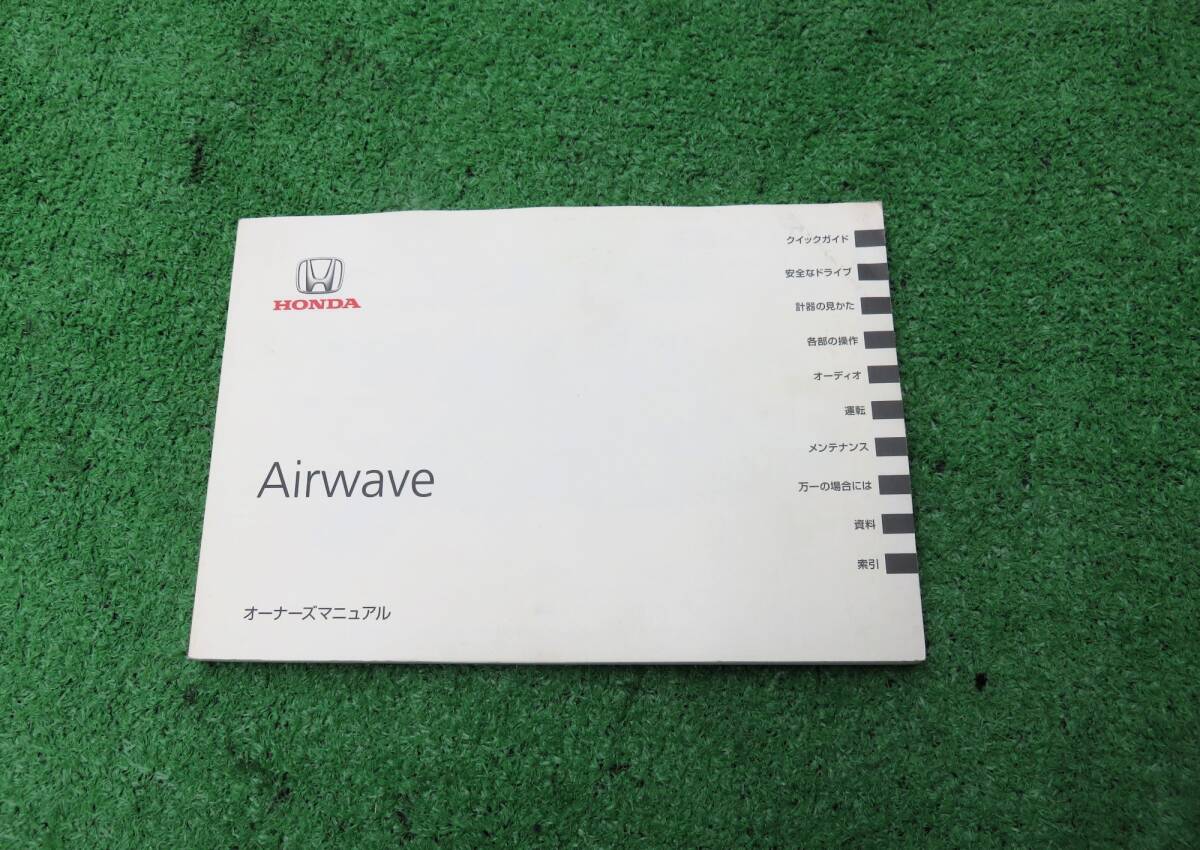 HONDA
Airwave
オーナーズマニュアル
クイックガイド
安全なドライブ
計器の見かた
各部の操作
オーディオ
運転
メンテナンス
万一の場合には
資料
索引